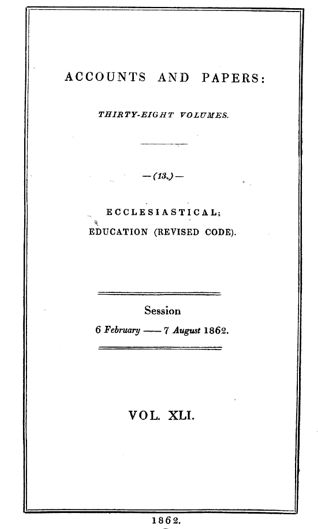 ACCOUNTS AND PAPERS:
THIRTY-EIGHT VOLUMES.
—(13.)—
ECCLESIASTICAL;
EDUCATION (REVISED CODE).
Session
6 February — 7 August 1862.
VOL. XLI.
1862.